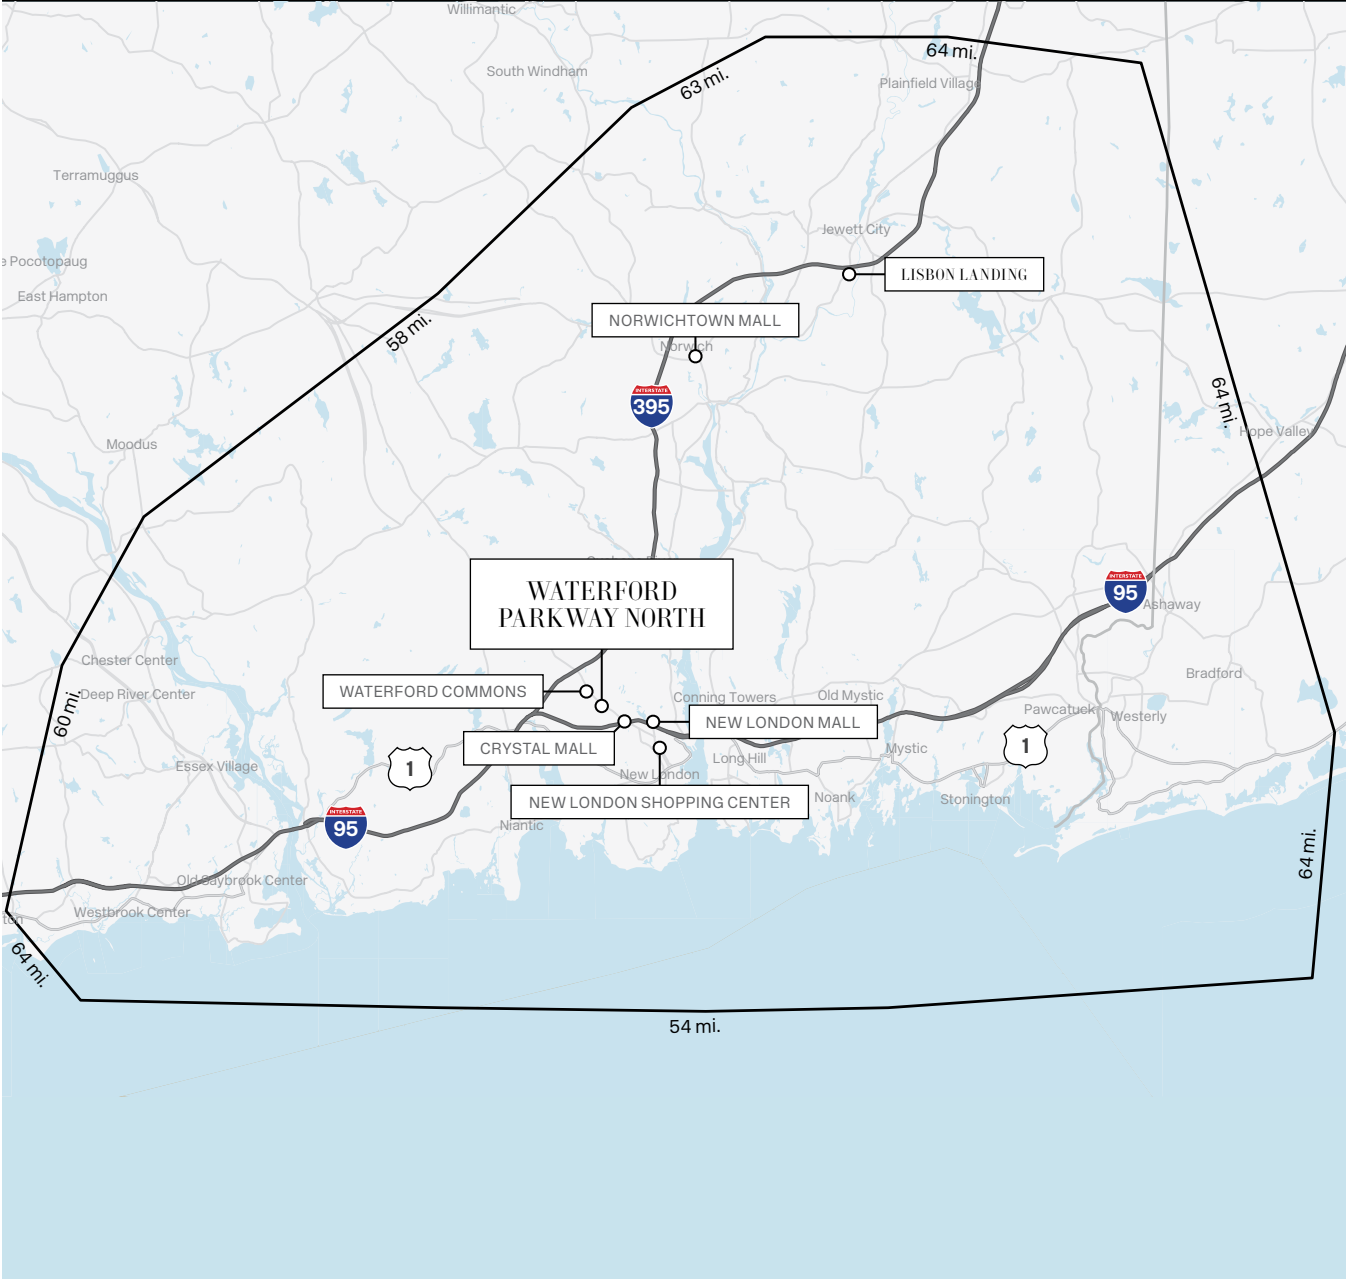 Willimantic
64 mi.
South Windham
63 mi.
Plainfield Village
Terramuggus
Jewett City
e Pocotopaug
LISBON LANDING
East Hampton
NORWICHTOWN MALL
58 mi.
Norwich
INTERSTATE
395
64 mi.
Hope Valley
Moodus
WATERFORD
PARKWAY NORTH
INTERSTATE
95
Ashaway
Chester Center
Bradford
60 mi.
Deep River Center
WATERFORD COMMONS
Conning Towers
Old Mystic
Pawcatuck
Westerly
NEW LONDON MALL
CRYSTAL MALL
Mystic
1
Long Hill
Essex Village
1
New London
NEW LONDON SHOPPING CENTER
Noank
Stonington
INTERSTATE
95
Niantic
64 mi.
Old Saybrook Center
Westbrook Center
ton
64 mi.
54 mi.